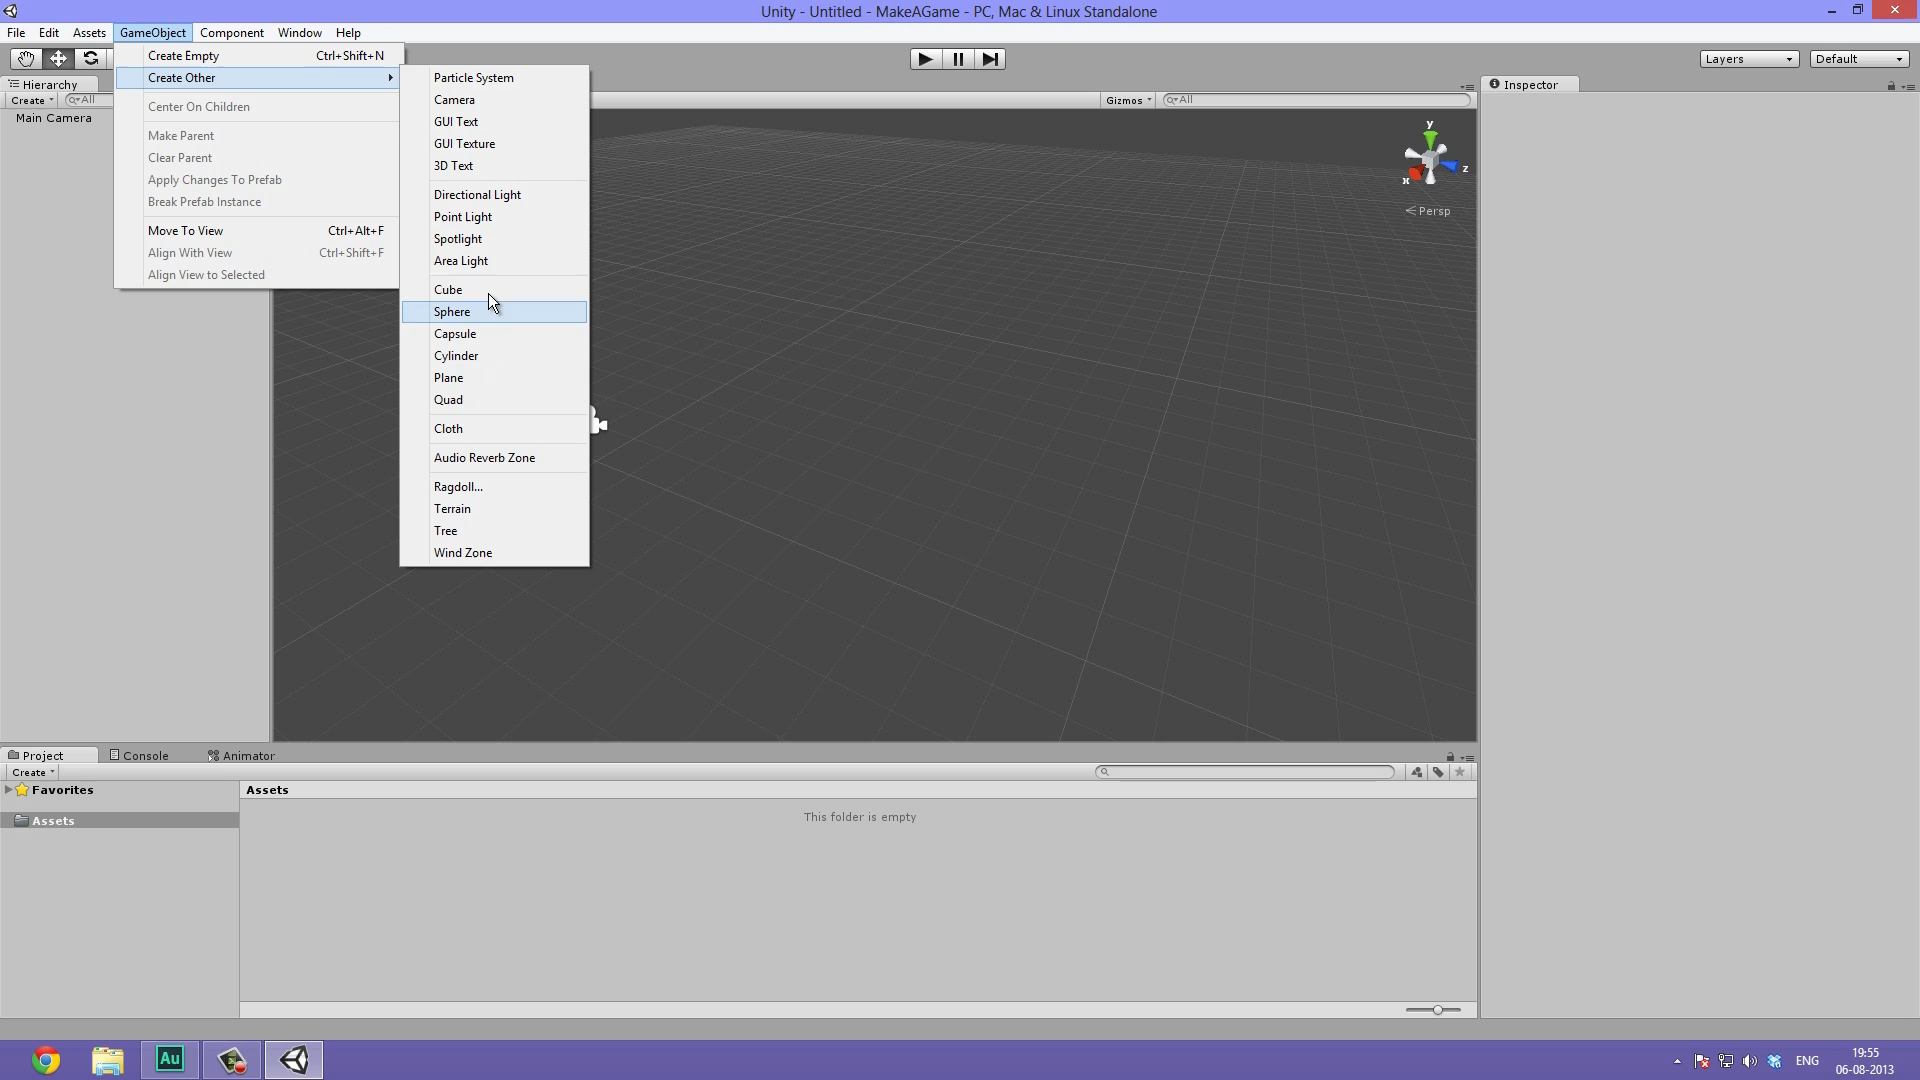 Unity - Untitled - MakeAGame - PC, Mac & Linux Standalone
File Edit Assets GameObject Component Window Help
Create Empty Ctrl+Shift+N
Create Other
Center On Children
Make Parent
Clear Parent
Apply Changes To Prefab
Break Prefab Instance
Move To View Ctrl+Alt+F
Align With View Ctrl+Shift+F
Align View to Selected
Particle System
Camera
GUI Text
GUI Texture
3D Text
Directional Light
Point Light
Spotlight
Area Light
Cube
Sphere
Capsule
Cylinder
Plane
Quad
Cloth
Audio Reverb Zone
Ragdoll...
Terrain
Tree
Wind Zone
Layers Default
Hierarchy
Create All
Main Camera
Gizmos All
y
z
x
Persp
Inspector
Project Console Animator
Create
Favorites
Assets
Assets
This folder is empty
Au
ENG
19:55
06-08-2013